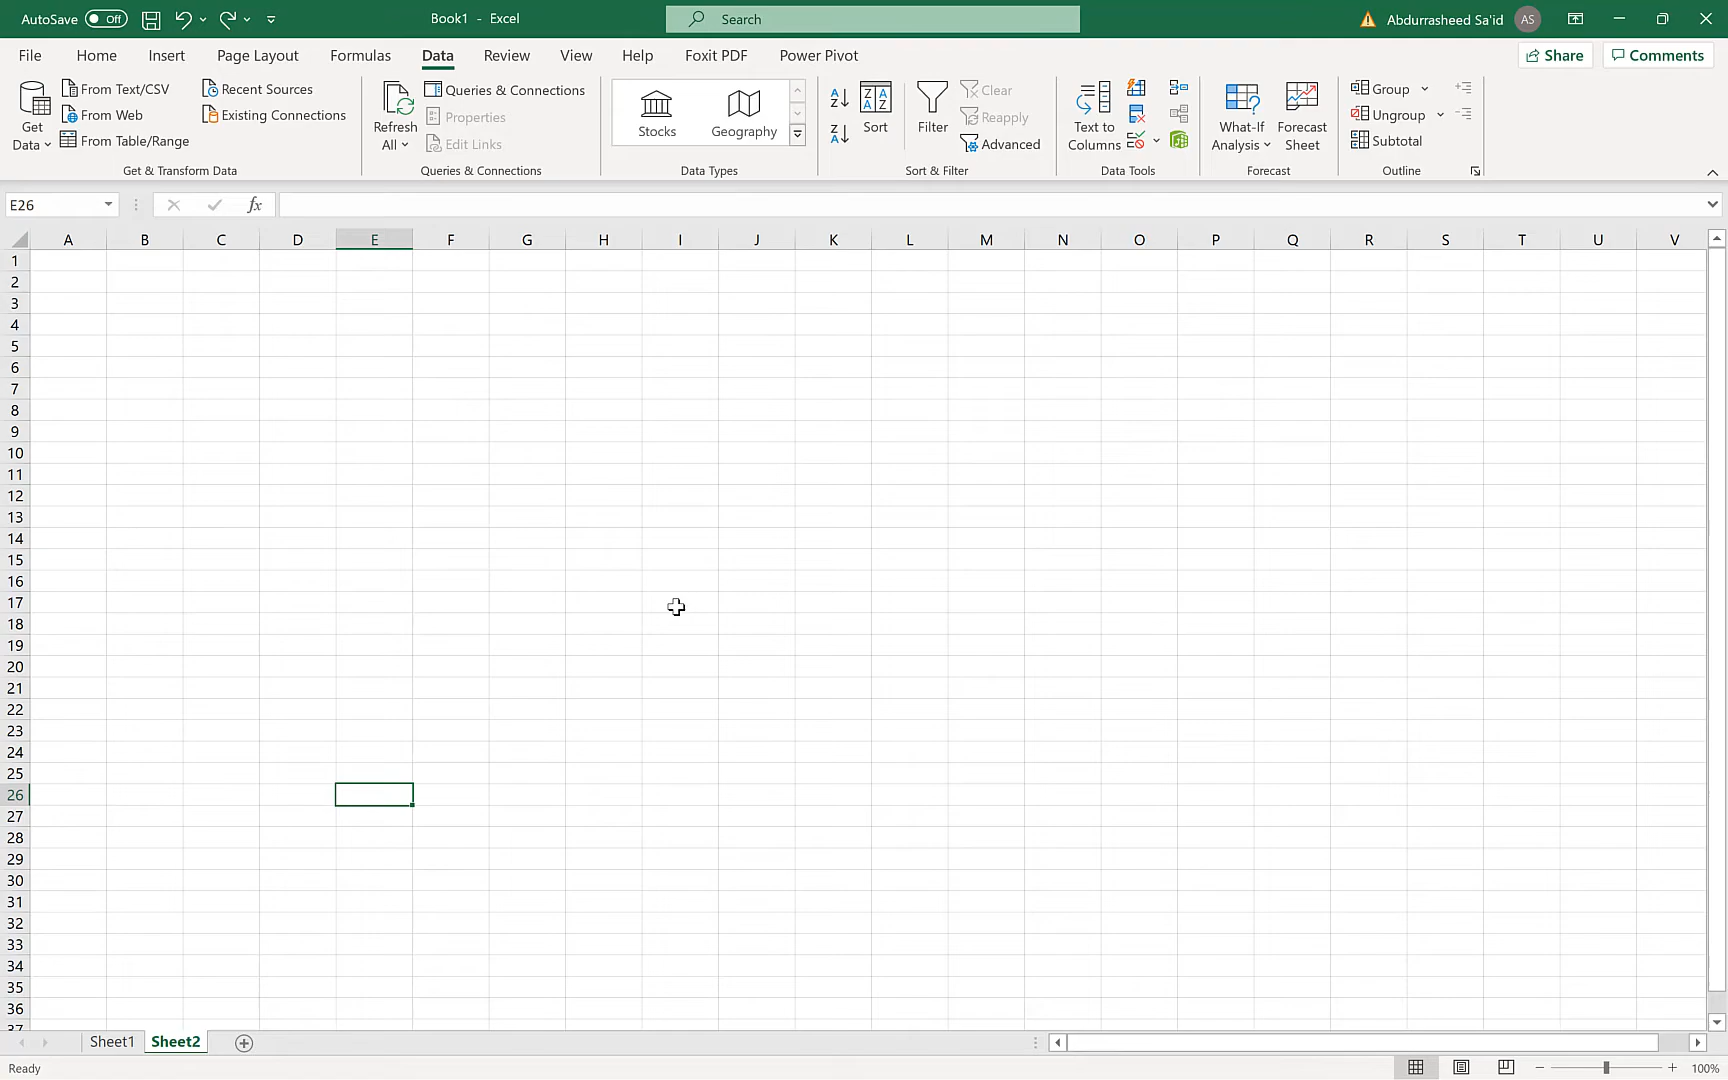 AutoSave Off Book1 - Excel Search Abdurrasheed Sa'id AS
File Home Insert Page Layout Formulas Data Review View Help Foxit PDF Power Pivot Share Comments
Get Data
From Text/CSV
From Web
From Table/Range
Recent Sources
Existing Connections
Get & Transform Data
Refresh All
Queries & Connections
Properties
Edit Links
Queries & Connections
Stocks Geography
Data Types
Sort
Filter
Clear
Reapply
Advanced
Sort & Filter
Text to Columns
Data Tools
What-If Analysis
Forecast Sheet
Forecast
Group
Ungroup
Subtotal
Outline
E26 fx
A B C D E F G H I J K L M N O P Q R S T U V
1
2
3
4
5
6
7
8
9
10
11
12
13
14
15
16
17
18
19
20
21
22
23
24
25
26
27
28
29
30
31
32
33
34
35
36
37
Sheet1 Sheet2
Ready 100%